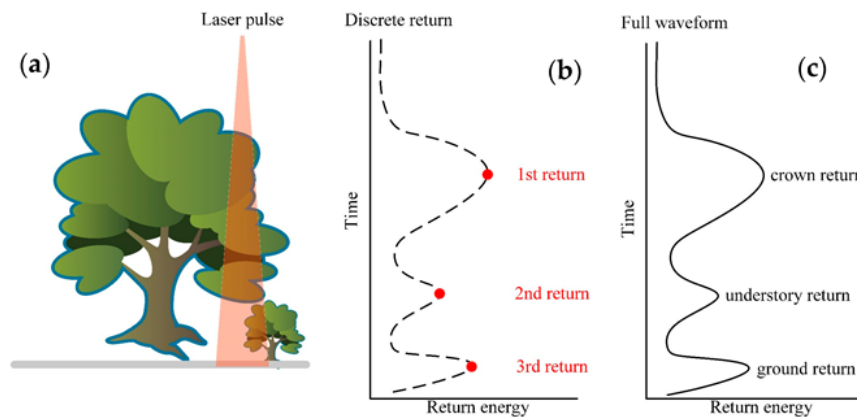 Laser pulse
(a)
Discrete return
(b)
1st return
2nd return
3rd return
Time
Return energy
Full waveform
(c)
crown return
understory return
ground return
Time
Return energy